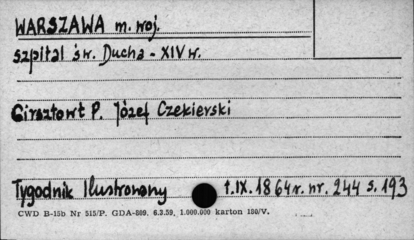 WARSZAWA m. woj.
szpital św. Ducha - XIV w.
Girsztowt P. Józef Czekierski
Tygodnik Ilustrowany t. IX. 1864 r. nr. 244 s. 193
CWD B-15b Nr 515/P. GDA-809. 6.3.59. 1.000.000 karton 180/V.